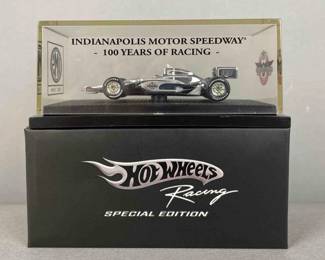 INDIANAPOLIS MOTOR SPEEDWAY
- 100 YEARS OF RACING -
HOT WHEELS
Racing
SPECIAL EDITION